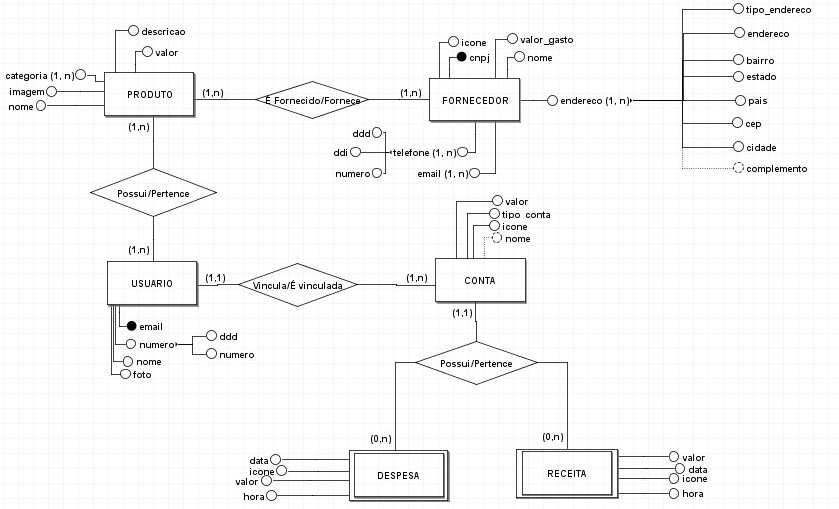 descricao
valor
categoria (1, n)
imagem
nome
PRODUTO
(1,n)
É Fornecido/Fornece
(1,n)
icone
cnpj
valor_gasto
nome
FORNECEDOR
endereco (1, n)
tipo_endereco
endereco
bairro
estado
pais
cep
cidade
complemento
ddd
ddi
numero
telefone (1, n)
email (1, n)
(1,n)
Possui/Pertence
(1,n)
USUARIO
(1,1)
Vincula/É vinculada
(1,n)
valor
tipo_conta
icone
nome
CONTA
(1,1)
email
numero
ddd
numero
nome
foto
Possui/Pertence
(0,n)
(0,n)
data
icone
valor
hora
DESPESA
RECEITA
valor
data
icone
hora